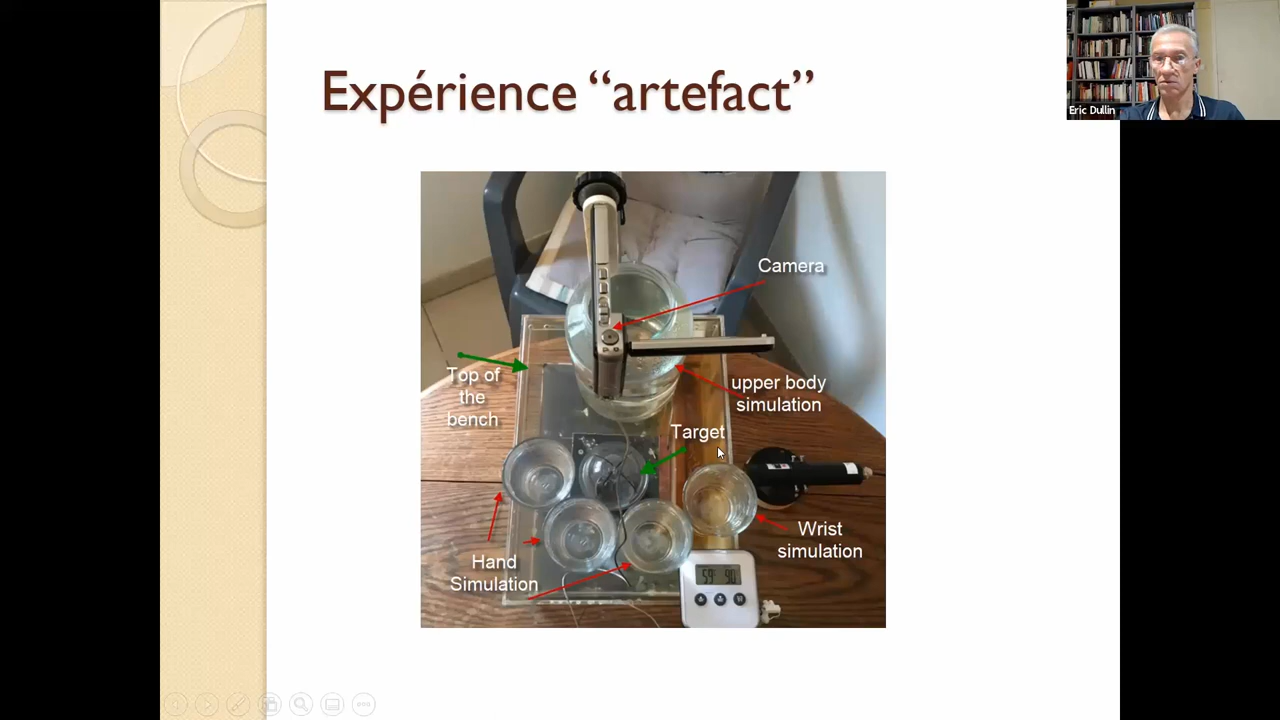 Expérience “artefact”
Eric Dullin
Camera
Top of
the
bench
upper body
simulation
Target
Wrist
simulation
Hand
Simulation